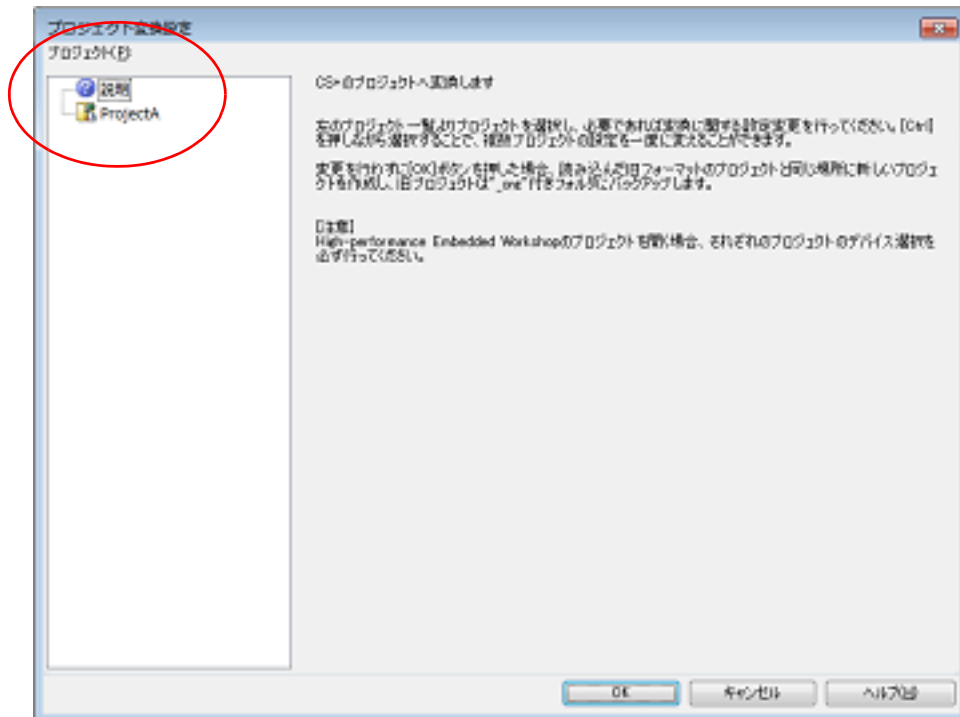 プロジェクト変換設定
プロジェクト(P):
説明
ProjectA
CS+のプロジェクトへ変換します
左のプロジェクト一覧よりプロジェクトを選択し、必要であれば変換に関する設定変更を行ってください。[Ctrl]
を押しながら選択することで、複数プロジェクトの設定を一度に変えることができます。
変更を行わずに[OK]ボタンを押した場合、読み込んだ旧フォーマットのプロジェクトと同じ場所に新しいプロジェ
クトを作成し、旧プロジェクトは"_org"付きフォルダにバックアップします。
[注意]
High-performance Embedded Workshopのプロジェクトを開く場合、それぞれのプロジェクトのデバイス選択を
必ず行ってください。
OK
キャンセル
ヘルプ(H)